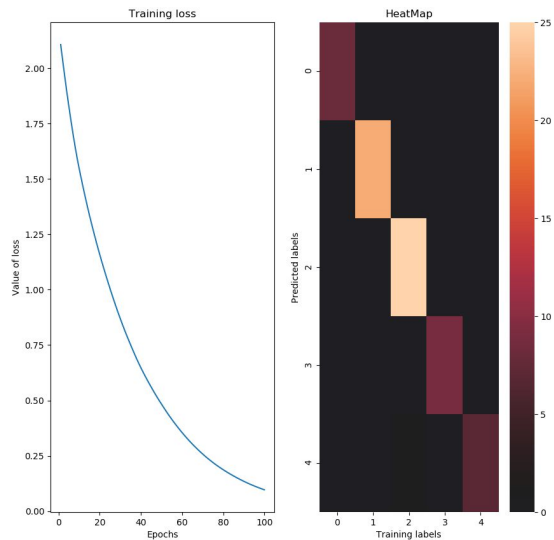 Training loss
2.00
1.75
1.50
1.25
1.00
0.75
0.50
0.25
0.00
Value of loss
0 20 40 60 80 100
Epochs
HeatMap
0
1
2
3
4
Predicted labels
0 1 2 3 4
Training labels
25
20
15
10
5
0